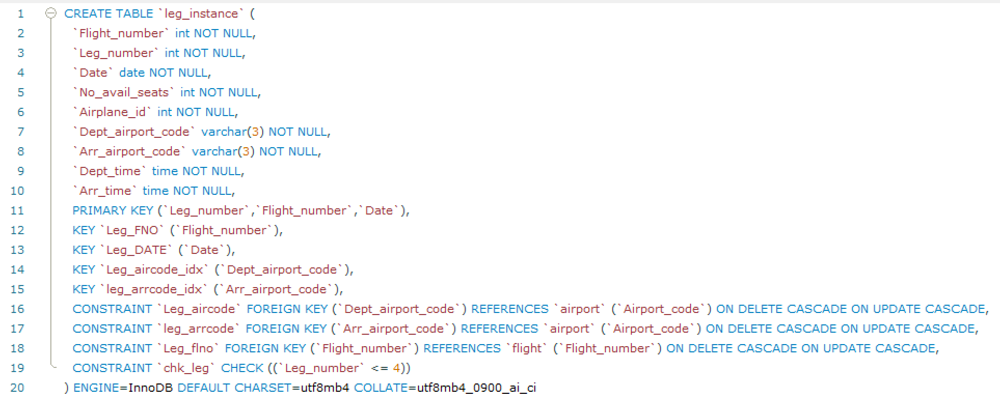 1 CREATE TABLE `leg_instance` (
2 `Flight_number` int NOT NULL,
3 `Leg_number` int NOT NULL,
4 `Date` date NOT NULL,
5 `No_avail_seats` int NOT NULL,
6 `Airplane_id` int NOT NULL,
7 `Dept_airport_code` varchar(3) NOT NULL,
8 `Arr_airport_code` varchar(3) NOT NULL,
9 `Dept_time` time NOT NULL,
10 `Arr_time` time NOT NULL,
11 PRIMARY KEY (`Leg_number`,`Flight_number`,`Date`),
12 KEY `Leg_FNO` (`Flight_number`),
13 KEY `Leg_DATE` (`Date`),
14 KEY `Leg_aircode_idx` (`Dept_airport_code`),
15 KEY `leg_arrcode_idx` (`Arr_airport_code`),
16 CONSTRAINT `Leg_aircode` FOREIGN KEY (`Dept_airport_code`) REFERENCES `airport` (`Airport_code`) ON DELETE CASCADE ON UPDATE CASCADE,
17 CONSTRAINT `leg_arrcode` FOREIGN KEY (`Arr_airport_code`) REFERENCES `airport` (`Airport_code`) ON DELETE CASCADE ON UPDATE CASCADE,
18 CONSTRAINT `Leg_flno` FOREIGN KEY (`Flight_number`) REFERENCES `flight` (`Flight_number`) ON DELETE CASCADE ON UPDATE CASCADE,
19 CONSTRAINT `chk_leg` CHECK ((`Leg_number` <= 4))
20 ) ENGINE=InnoDB DEFAULT CHARSET=utf8mb4 COLLATE=utf8mb4_0900_ai_ci